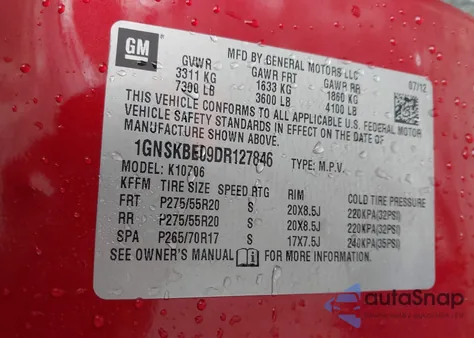 GM
MFD BY GENERAL MOTORS LLC
07/12
GVWR GAWR FRT GAWR RR
3311 KG 1633 KG 1860 KG
7300 LB 3600 LB 4100 LB
THIS VEHICLE CONFORMS TO ALL APPLICABLE U.S. FEDERAL MOTOR
VEHICLE SAFETY STANDARDS IN EFFECT ON THE DATE OF
MANUFACTURE SHOWN ABOVE.
1GNSKBE09DR127846 TYPE: M.P.V.
MODEL: K10706
KFFM TIRE SIZE SPEED RTG RIM COLD TIRE PRESSURE
FRT P275/55R20 S 20X8.5J 220KPA(32PSI)
RR P275/55R20 S 20X8.5J 220KPA(32PSI)
SPA P265/70R17 S 17X7.5J 240KPA(35PSI)
SEE OWNER'S MANUAL FOR MORE INFORMATION.
autoSnap